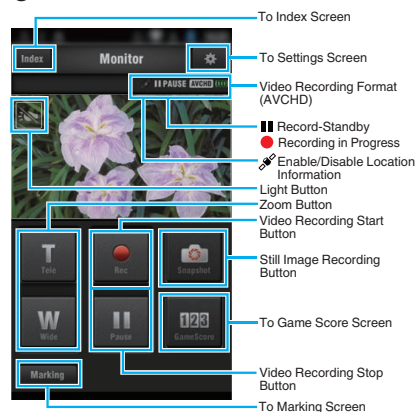 To Index Screen
Index
Monitor
To Settings Screen
PAUSE AVCHD
Video Recording Format
(AVCHD)
Record-Standby
Recording in Progress
Enable/Disable Location
Information
Light Button
Zoom Button
Video Recording Start
Button
T
Tele
Rec
Snapshot
Still Image Recording
Button
W
Wide
Pause
123
GameScore
To Game Score Screen
Marking
Video Recording Stop
Button
To Marking Screen